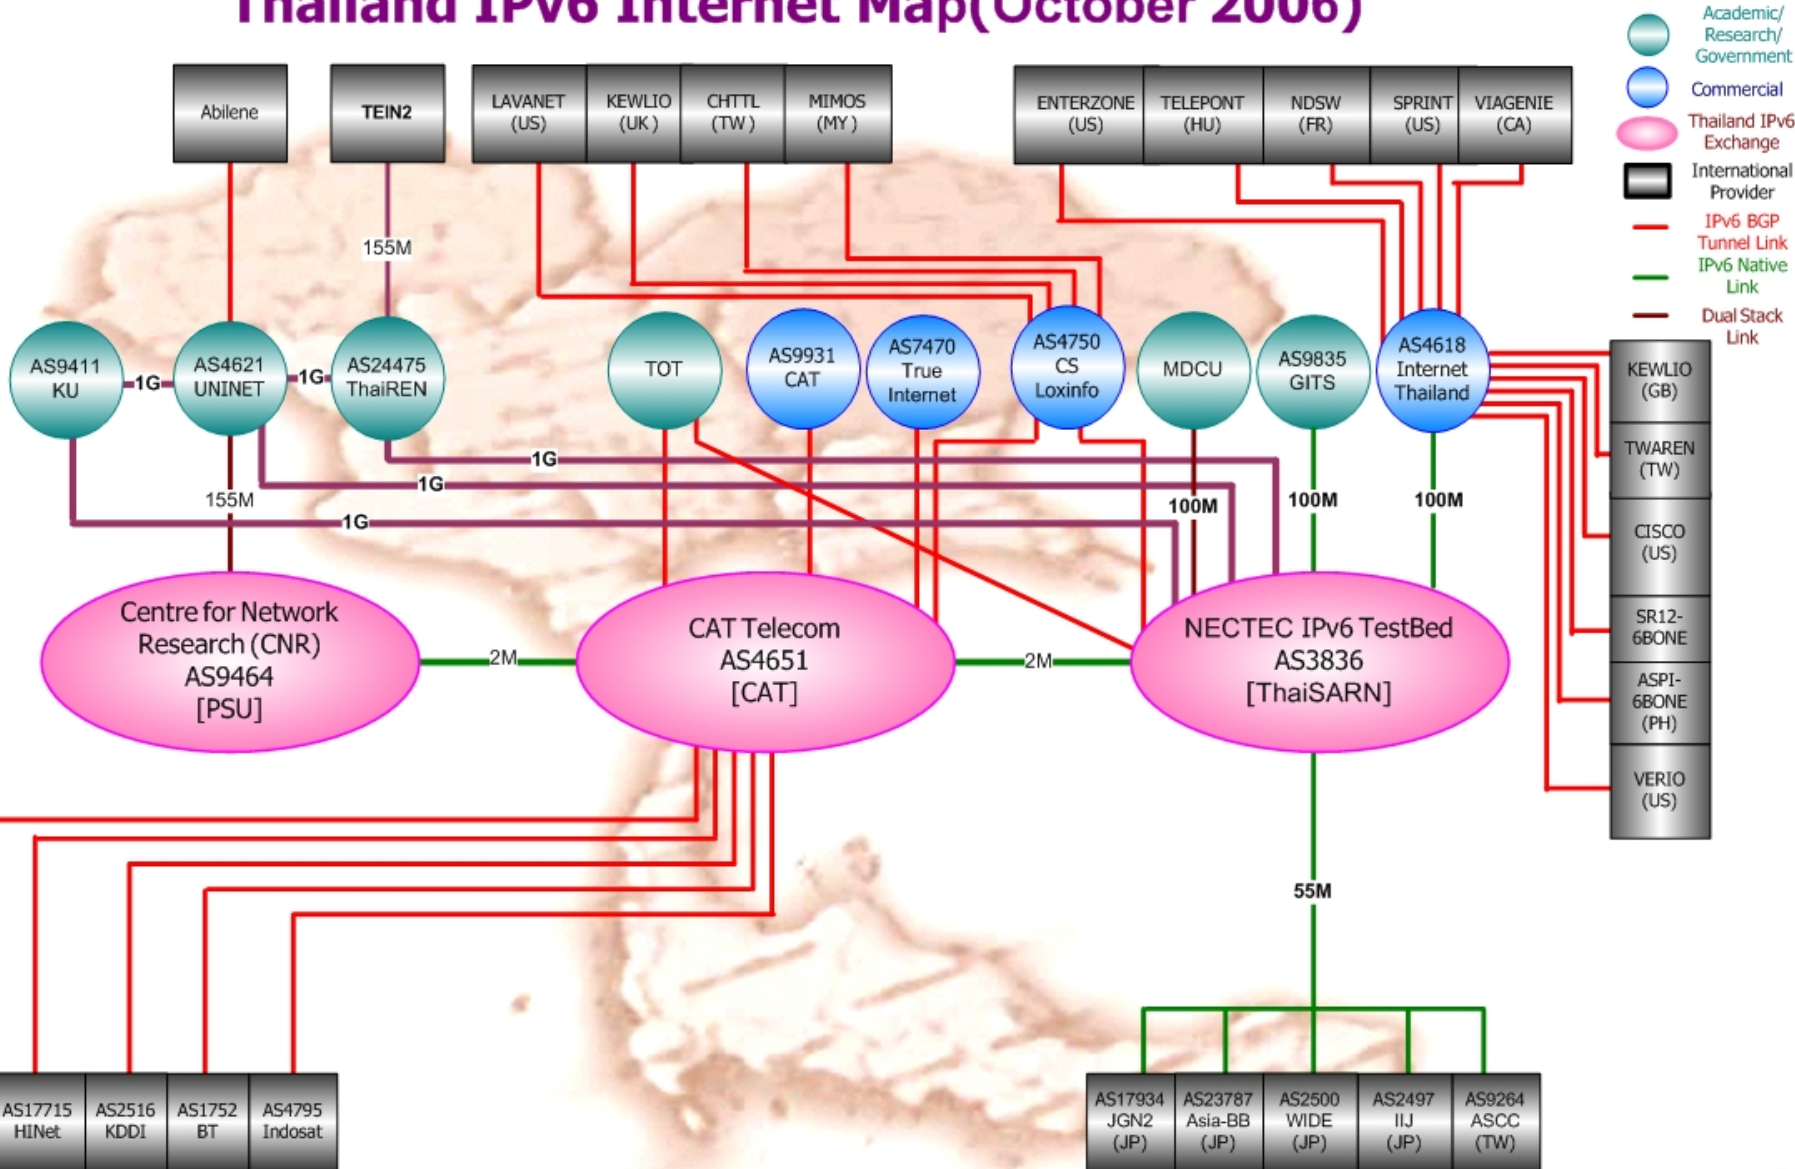 Thailand IPv6 Internet Map(October 2006)
Academic/
Research/
Government
Commercial
Thailand IPv6
Exchange
International
Provider
IPv6 BGP
Tunnel Link
IPv6 Native
Link
Dual Stack
Link
Abilene
TEIN2
LAVANET
(US)
KEWLIO
(UK )
CHTTL
(TW )
MIMOS
(MY )
ENTERZONE
(US)
TELEPONT
(HU)
NDSW
(FR)
SPRINT
(US)
VIAGENIE
(CA)
155M
AS9411
KU
1G
AS4621
UNINET
1G
AS24475
ThaiREN
TOT
AS9931
CAT
AS7470
True
Internet
AS4750
CS
Loxinfo
MDCU
AS9835
GITS
AS4618
Internet
Thailand
KEWLIO
(GB)
TWAREN
(TW)
CISCO
(US)
SR12-
6BONE
ASPI-
6BONE
(PH)
VERIO
(US)
1G
1G
1G
155M
100M
100M
100M
Centre for Network
Research (CNR)
AS9464
[PSU]
2M
CAT Telecom
AS4651
[CAT]
2M
NECTEC IPv6 TestBed
AS3836
[ThaiSARN]
55M
AS17715
HINet
AS2516
KDDI
AS1752
BT
AS4795
Indosat
AS17934
JGN2
(JP)
AS23787
Asia-BB
(JP)
AS2500
WIDE
(JP)
AS2497
IIJ
(JP)
AS9264
ASCC
(TW)